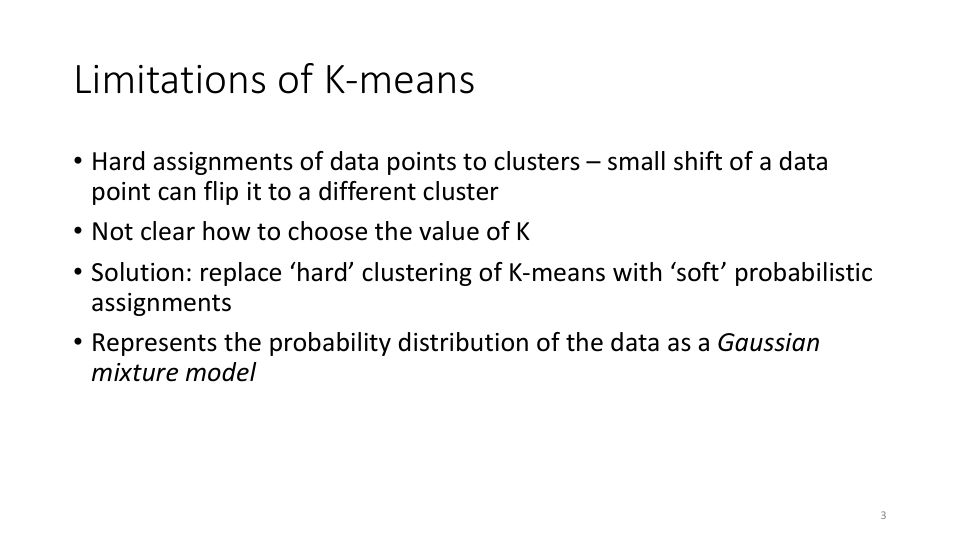 Limitations of K-means
• Hard assignments of data points to clusters – small shift of a data
point can flip it to a different cluster
• Not clear how to choose the value of K
• Solution: replace ‘hard’ clustering of K-means with ‘soft’ probabilistic
assignments
• Represents the probability distribution of the data as a Gaussian
mixture model
3